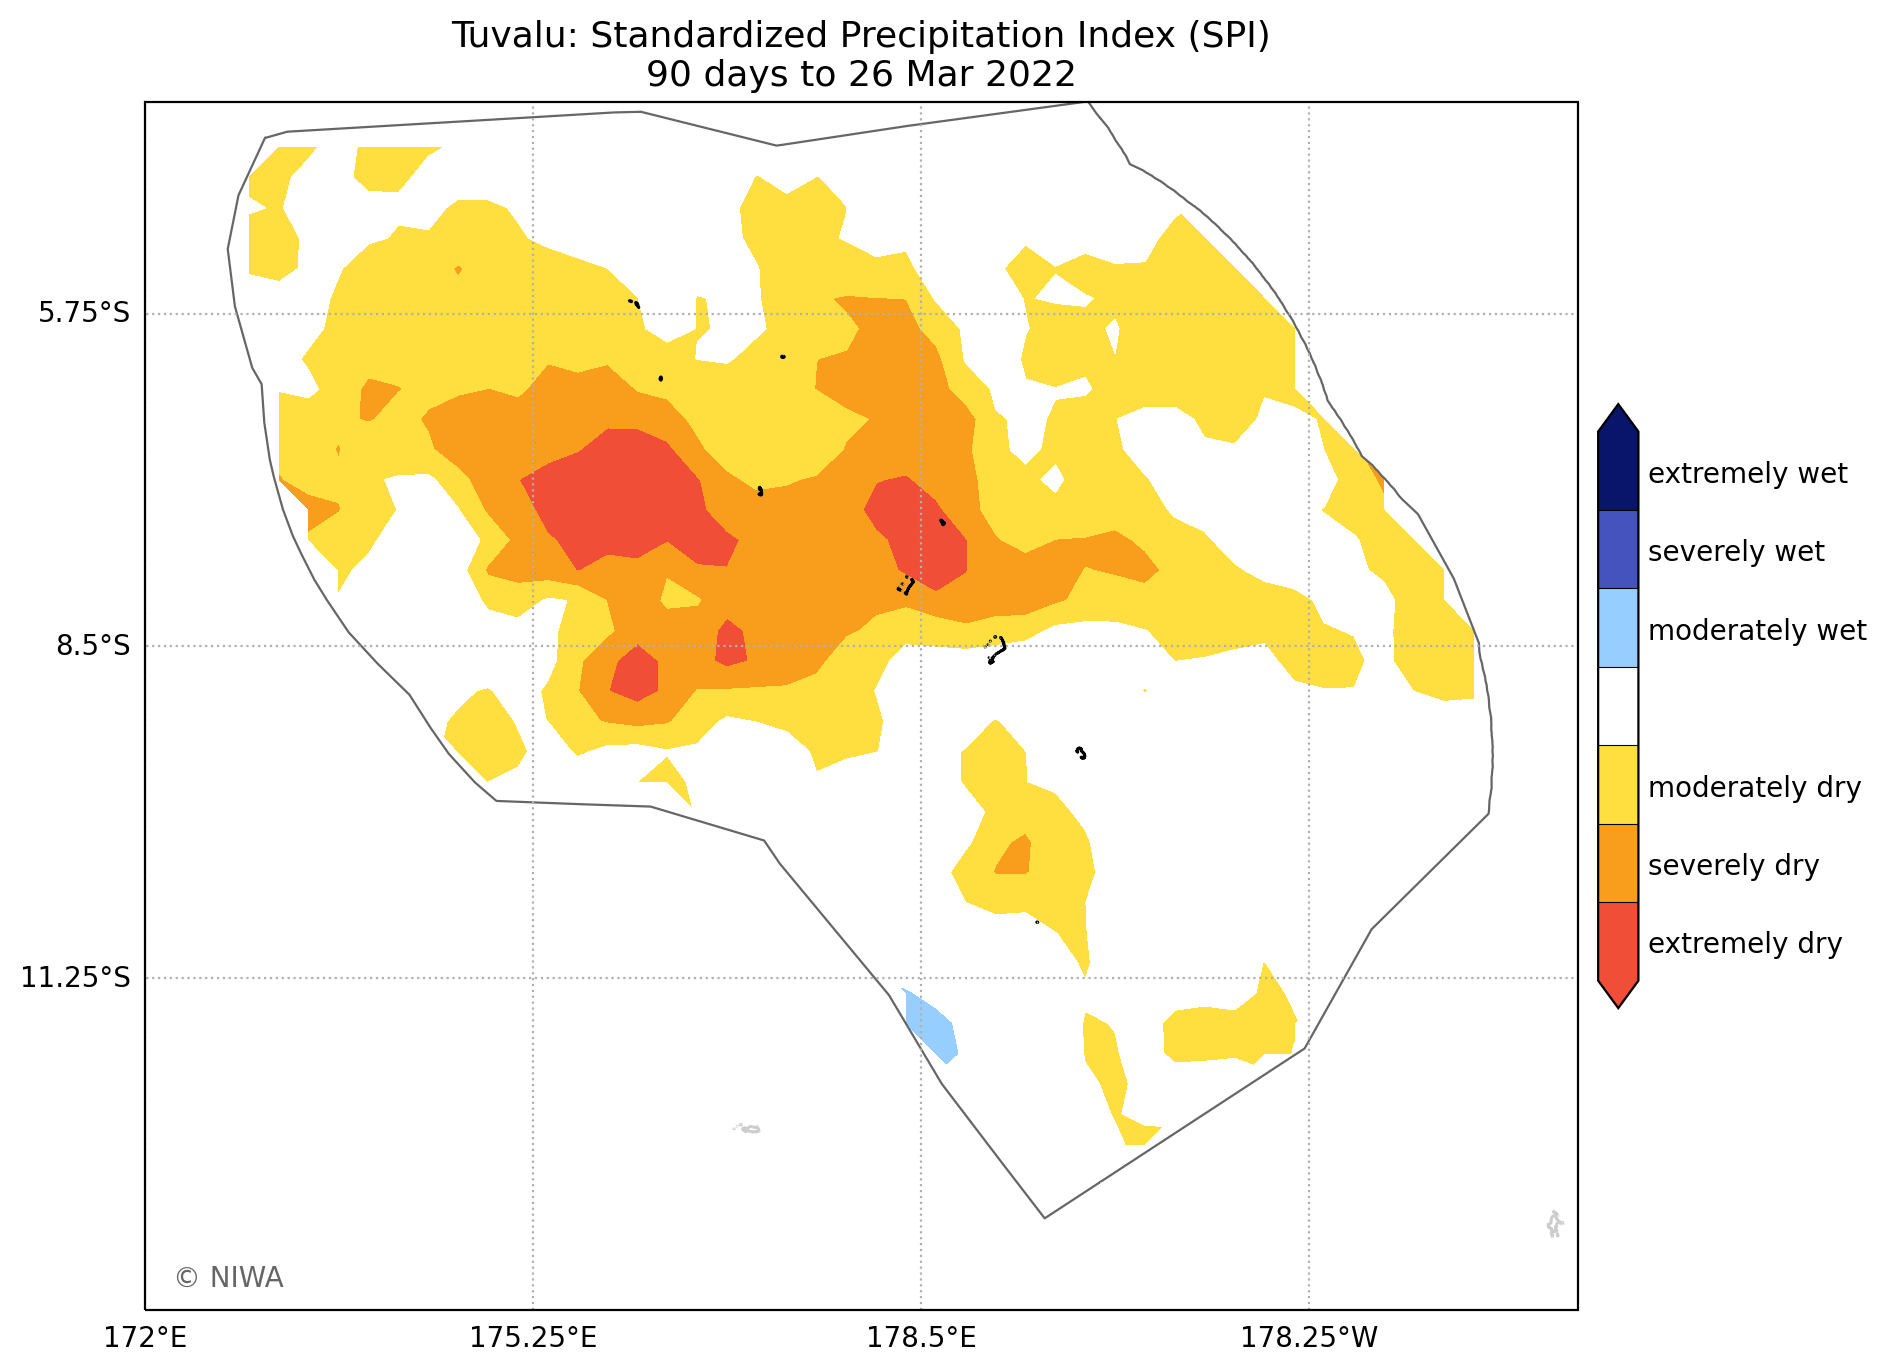 Tuvalu: Standardized Precipitation Index (SPI)
90 days to 26 Mar 2022
5.75°S
8.5°S
11.25°S
extremely wet
severely wet
moderately wet
moderately dry
severely dry
extremely dry
© NIWA
172°E
175.25°E
178.5°E
178.25°W